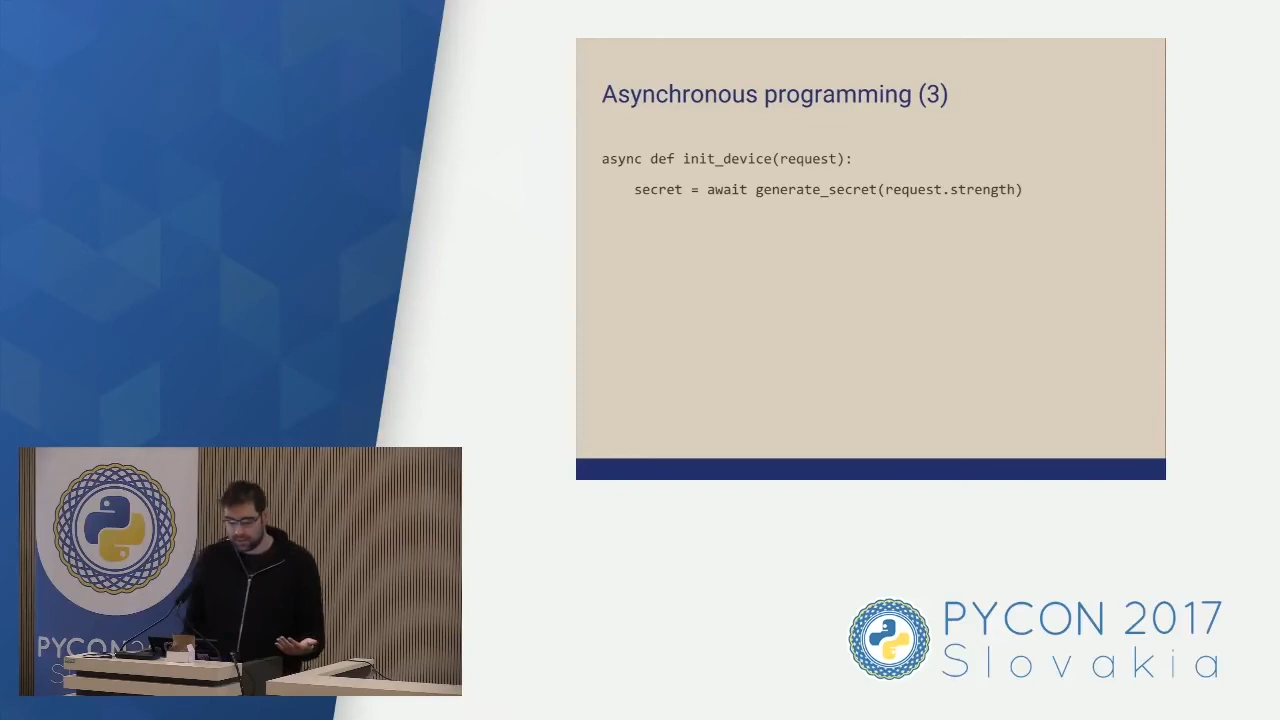 Asynchronous programming (3)
async def init_device(request):
    secret = await generate_secret(request.strength)
PYCON 2017
Slovakia